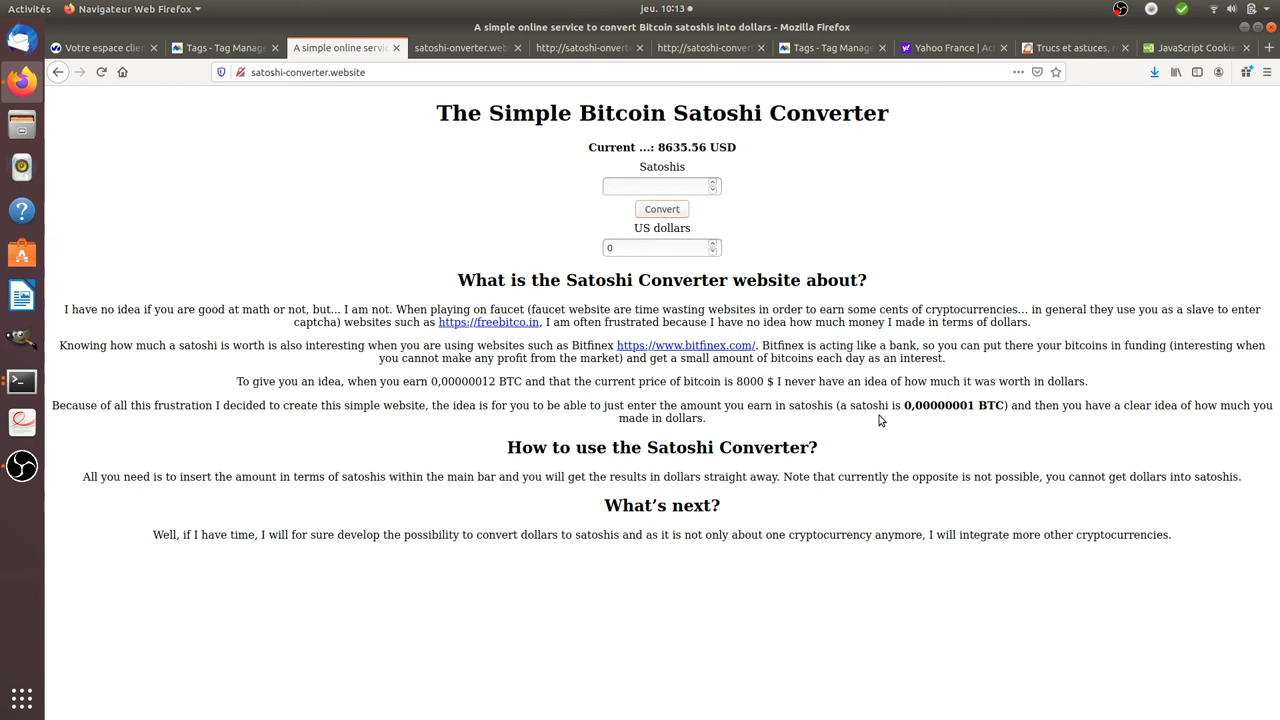 Activités
Navigateur Web Firefox
jeu. 10:13
A simple online service to convert Bitcoin satoshis into dollars - Mozilla Firefox
Votre espace clien
Tags - Tag Manage
A simple online servic
satoshi-onverter.web
http://satoshi-onvert
http://satoshi-conver
Tags - Tag Manage
Yahoo France | Act
Trucs et astuces, r
JavaScript Cookie
satoshi-converter.website
The Simple Bitcoin Satoshi Converter
Current ...: 8635.56 USD
Satoshis
Convert
US dollars
0
What is the Satoshi Converter website about?
I have no idea if you are good at math or not, but... I am not. When playing on faucet (faucet website are time wasting websites in order to earn some cents of cryptocurrencies... in general they use you as a slave to enter
captcha) websites such as https://freebitco.in, I am often frustrated because I have no idea how much money I made in terms of dollars.
Knowing how much a satoshi is worth is also interesting when you are using websites such as Bitfinex https://www.bitfinex.com/. Bitfinex is acting like a bank, so you can put there your bitcoins in funding (interesting when
you cannot make any profit from the market) and get a small amount of bitcoins each day as an interest.
To give you an idea, when you earn 0,00000012 BTC and that the current price of bitcoin is 8000 $ I never have an idea of how much it was worth in dollars.
Because of all this frustration I decided to create this simple website, the idea is for you to be able to just enter the amount you earn in satoshis (a satoshi is 0,00000001 BTC) and then you have a clear idea of how much you
made in dollars.
How to use the Satoshi Converter?
All you need is to insert the amount in terms of satoshis within the main bar and you will get the results in dollars straight away. Note that currently the opposite is not possible, you cannot get dollars into satoshis.
What's next?
Well, if I have time, I will for sure develop the possibility to convert dollars to satoshis and as it is not only about one cryptocurrency anymore, I will integrate more other cryptocurrencies.